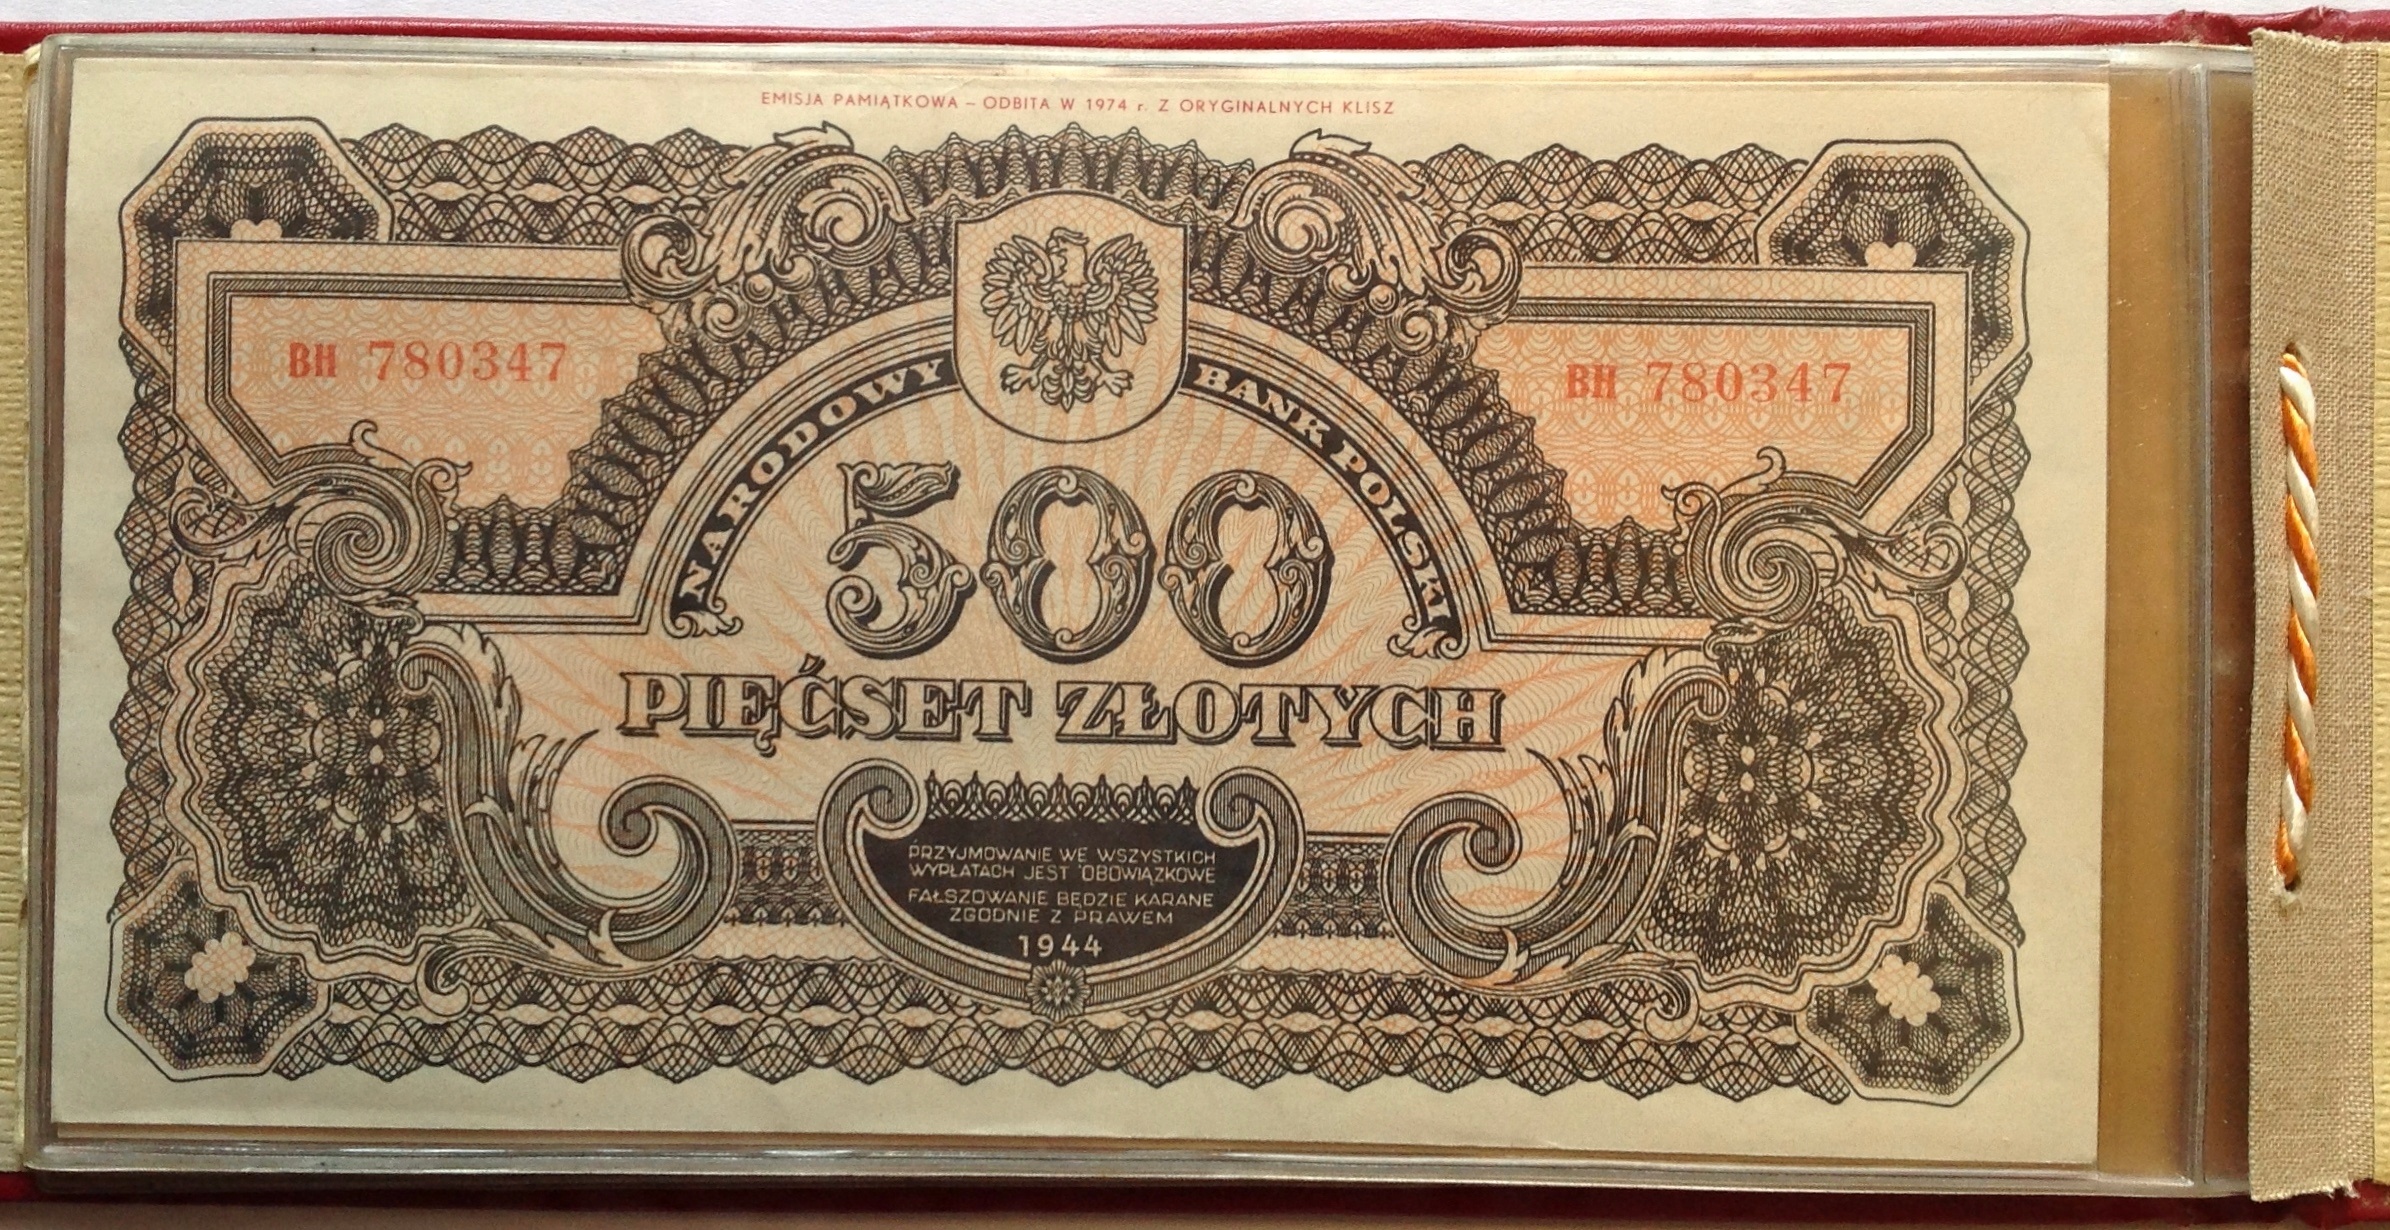 EMISJA PAMIĄTKOWA – ODBITA W 1974 r. Z ORYGINALNYCH KLISZ
BH 780347
BH 780347
NARODOWY BANK POLSKI
500
PIĘĆSET ZŁOTYCH
PRZYJMOWANIE WE WSZYSTKICH
WYPŁATACH JEST OBOWIĄZKOWE
FAŁSZOWANIE BĘDZIE KARANE
ZGODNIE Z PRAWEM
1944